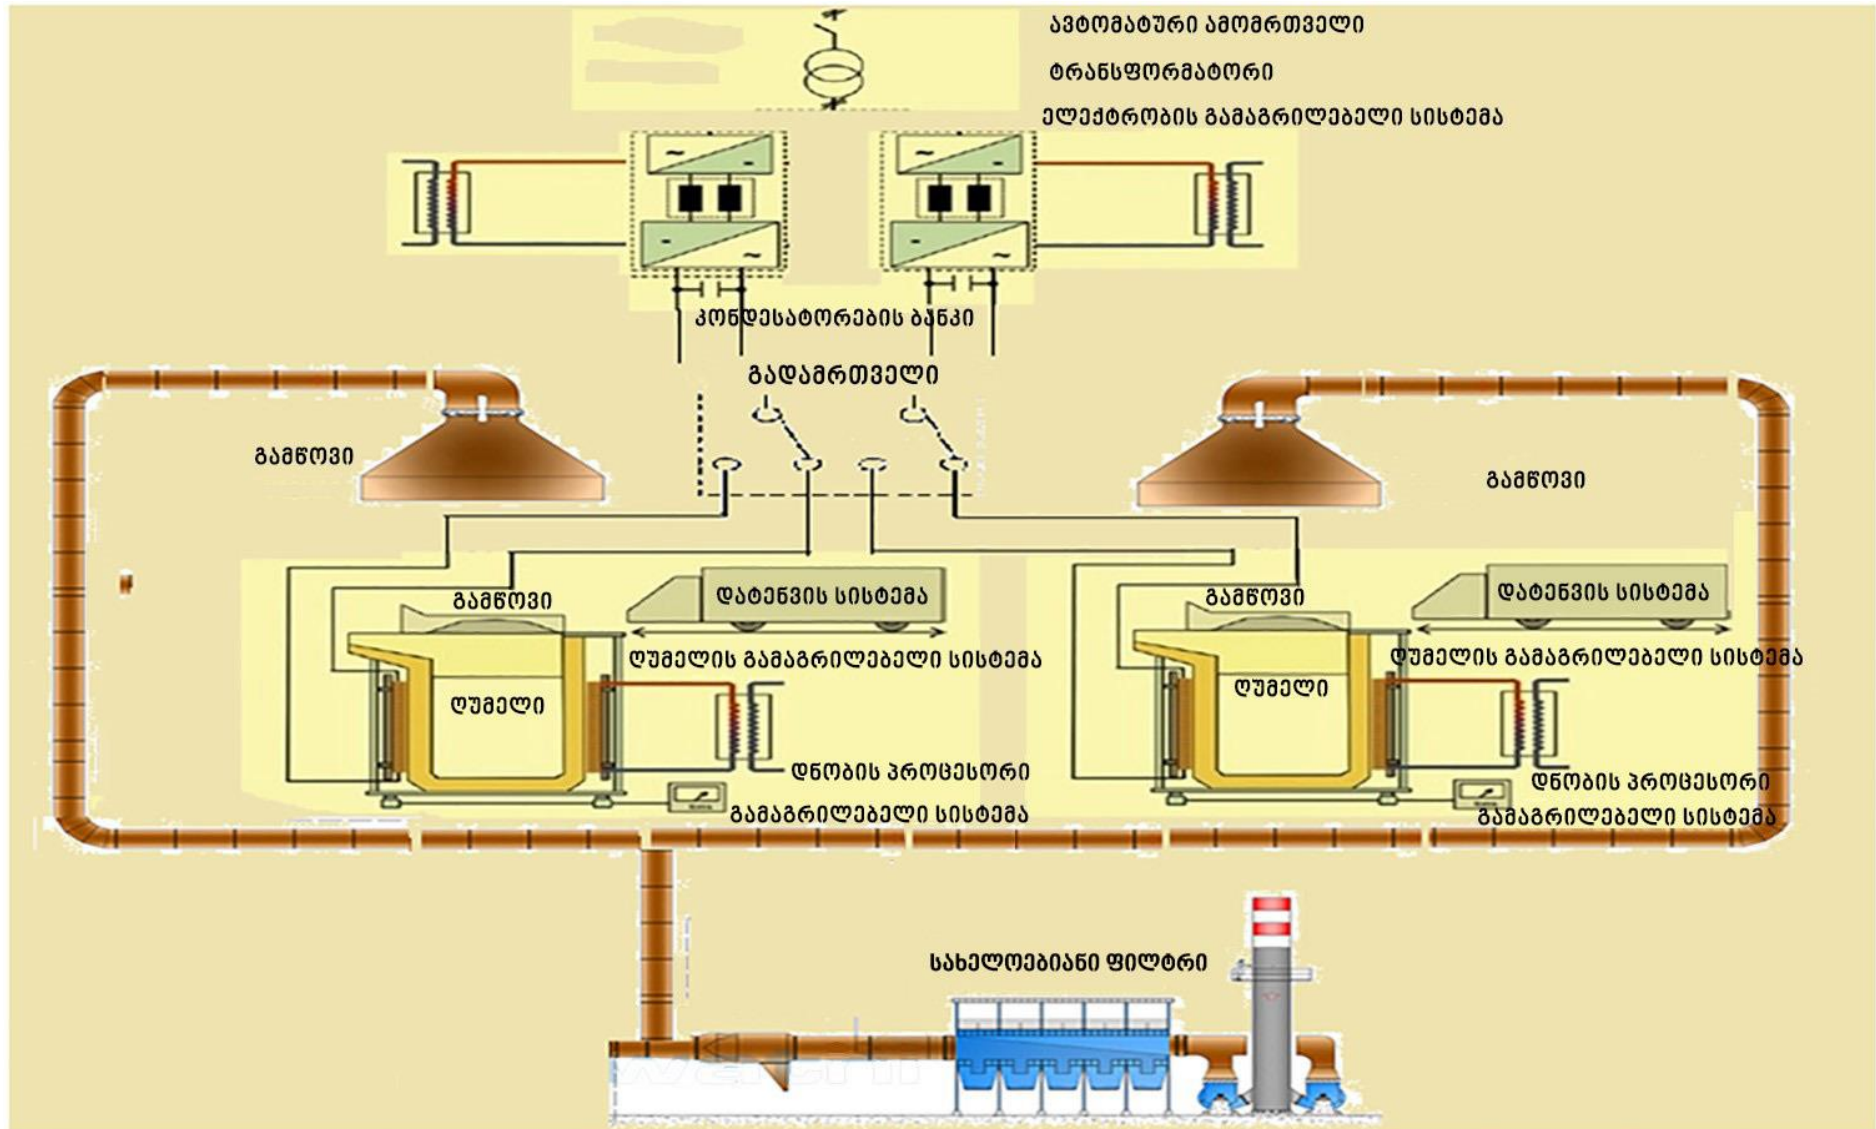 ავტომატური ამომრთველი
ტრანსფორმატორი
ელექტრობის გამაგრილებელი სისტემა
კონდესატორების ბანკი
გადამრთველი
გამწოვი
გამწოვი
გამწოვი
დატენვის სისტემა
გამწოვი
დატენვის სისტემა
ღუმელის გამაგრილებელი სისტემა
ღუმელის გამაგრილებელი სისტემა
ღუმელი
ღუმელი
დნობის პროცესორი
დნობის პროცესორი
გამაგრილებელი სისტემა
გამაგრილებელი სისტემა
სახელოებიანი ფილტრი